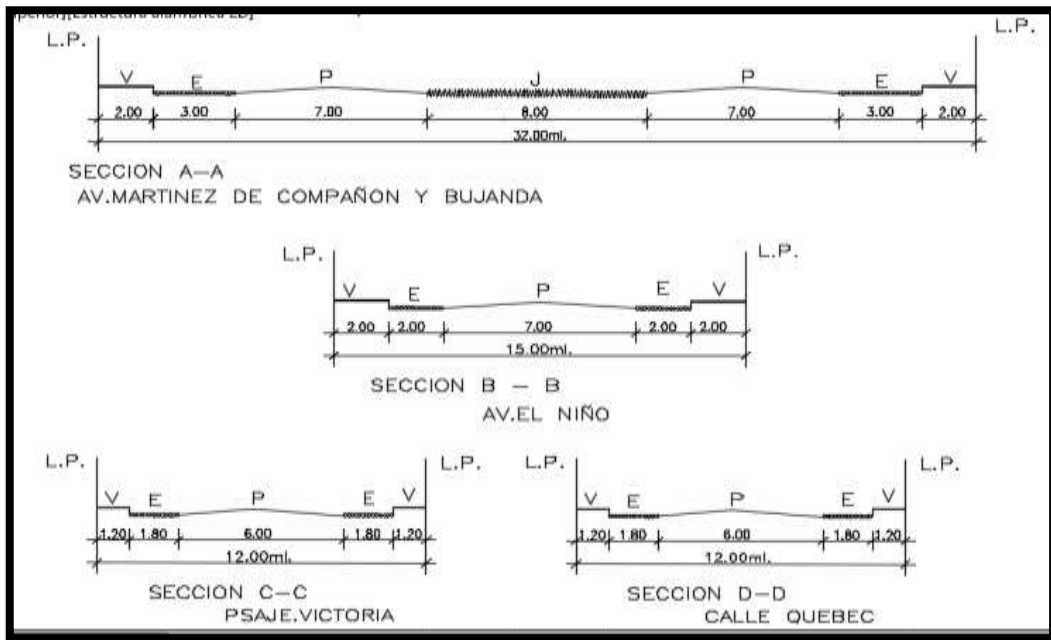 L.P. L.P.
V E P J P E V
2.00 3.00 7.00 8.00 7.00 3.00 2.00
32.00ml.
SECCION A-A
AV.MARTINEZ DE COMPAÑON Y BUJANDA
L.P. L.P.
V E P E V
2.00 2.00 7.00 2.00 2.00
15.00ml.
SECCION B - B
AV.EL NIÑO
L.P. L.P.
V E P E V
1.20 1.80 6.00 1.80 1.20
12.00ml.
SECCION C-C
PSAJE.VICTORIA
L.P. L.P.
V E P E V
1.20 1.80 6.00 1.80 1.20
12.00ml.
SECCION D-D
CALLE QUEBEC